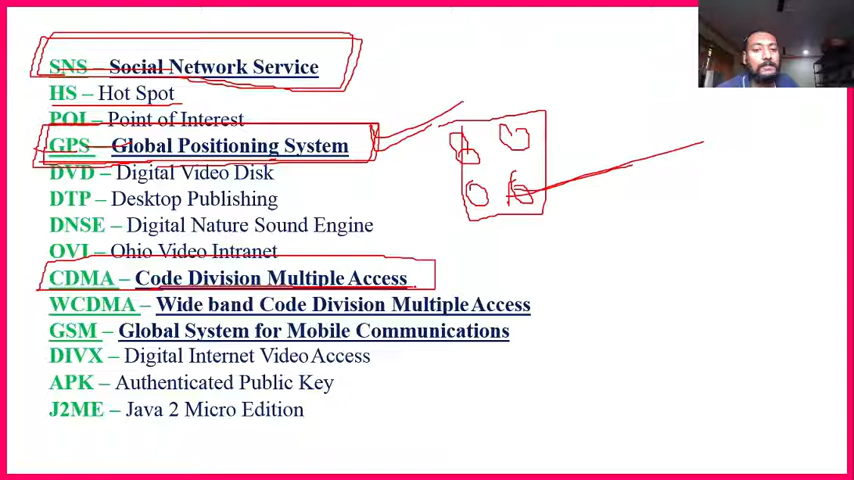 SNS – Social Network Service
HS – Hot Spot
POI – Point of Interest
GPS – Global Positioning System
DVD – Digital Video Disk
DTP – Desktop Publishing
DNSE – Digital Nature Sound Engine
OVI – Ohio Video Intranet
CDMA – Code Division Multiple Access
WCDMA – Wide band Code Division Multiple Access
GSM – Global System for Mobile Communications
DIVX – Digital Internet Video Access
APK – Authenticated Public Key
J2ME – Java 2 Micro Edition